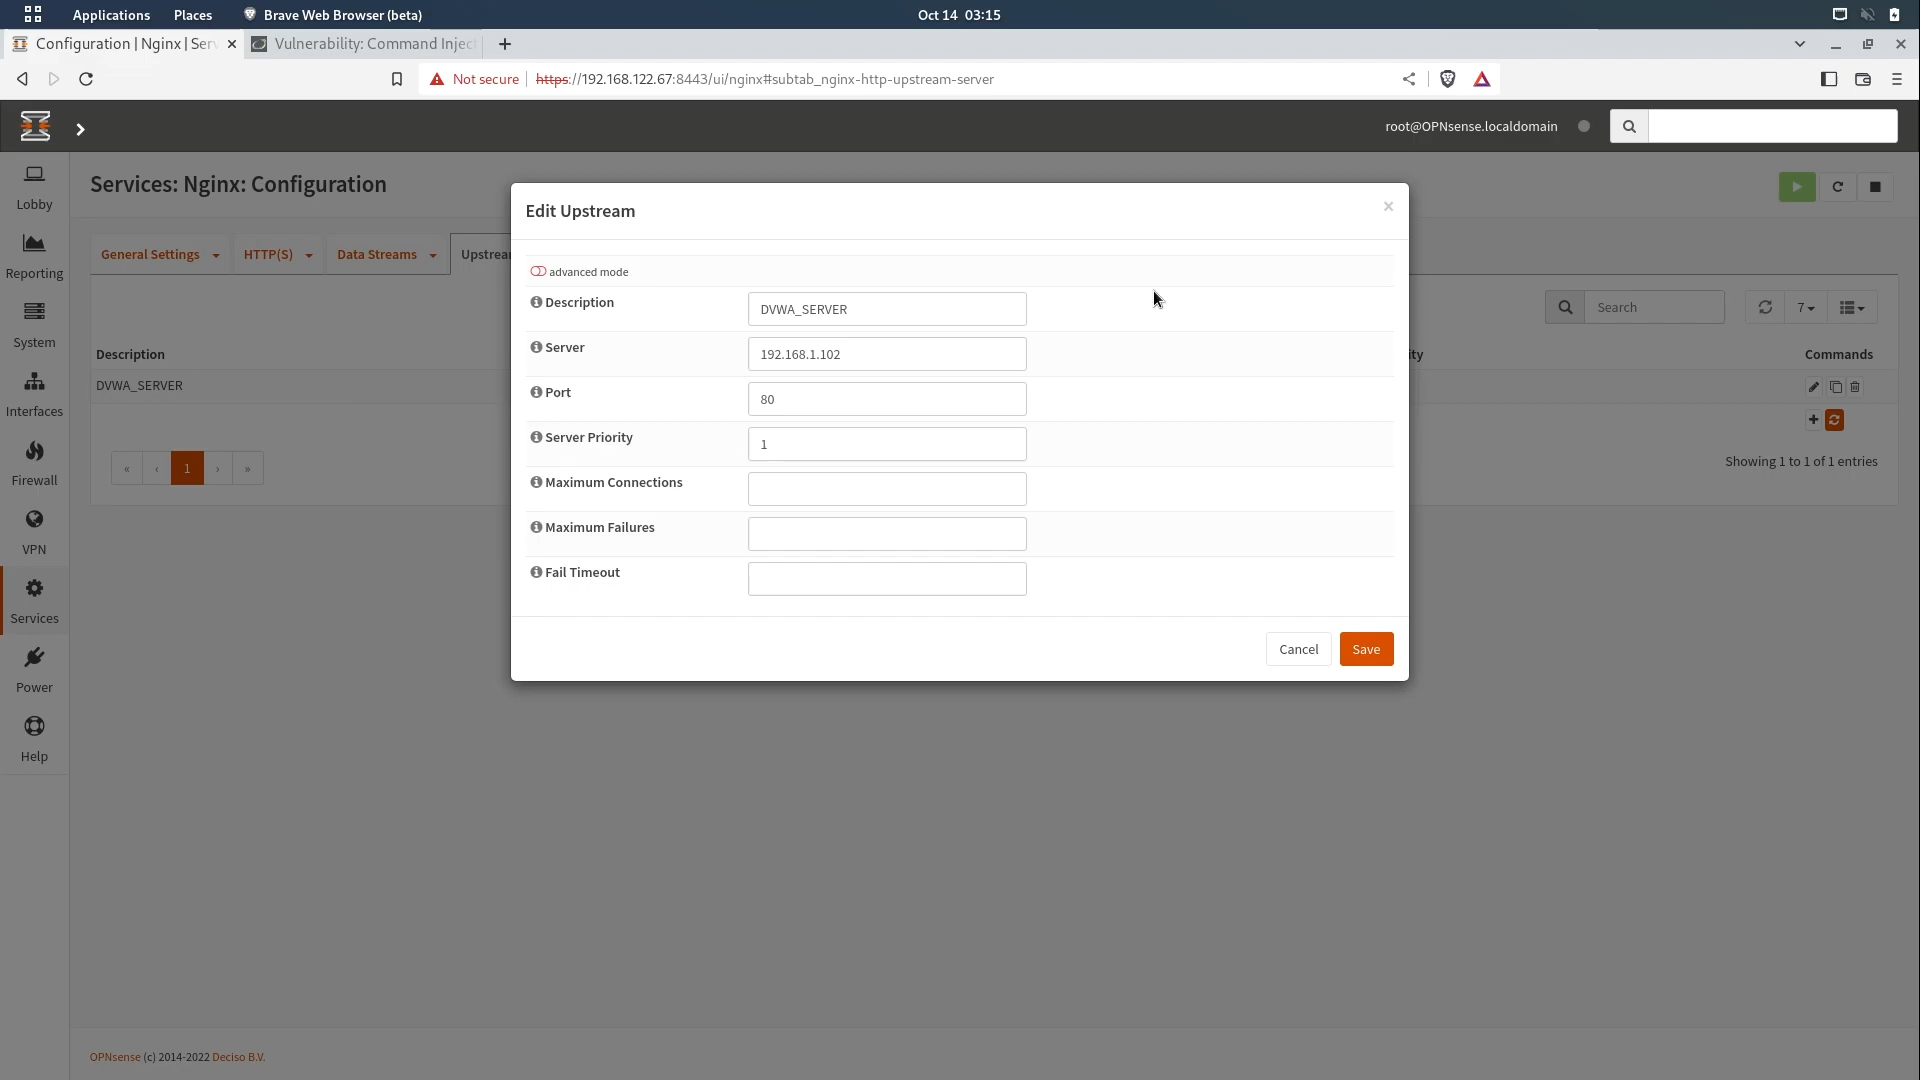 Applications Places Brave Web Browser (beta) Oct 14 03:15
Configuration | Nginx | Serv Vulnerability: Command Injec
Not secure https://192.168.122.67:8443/ui/nginx#subtab_nginx-http-upstream-server
root@OPNsense.localdomain
Lobby
Reporting
System
Interfaces
Firewall
VPN
Services
Power
Help
Services: Nginx: Configuration
General Settings HTTP(S) Data Streams Upstrea
Search 7
Description ity Commands
DVWA_SERVER
« ‹ 1 › » Showing 1 to 1 of 1 entries
Edit Upstream ×
advanced mode
Description DVWA_SERVER
Server 192.168.1.102
Port 80
Server Priority 1
Maximum Connections
Maximum Failures
Fail Timeout
Cancel Save
OPNsense (c) 2014-2022 Deciso B.V.